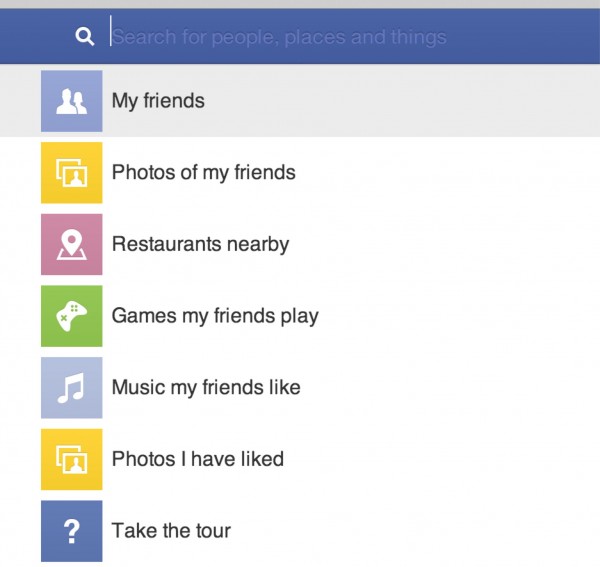 Search for people, places and things
My friends
Photos of my friends
Restaurants nearby
Games my friends play
Music my friends like
Photos I have liked
? Take the tour